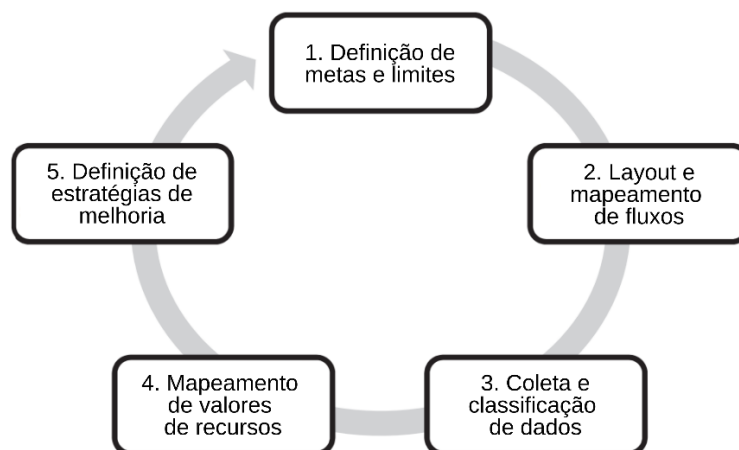 1. Definição de
metas e limites
2. Layout e
mapeamento
de fluxos
3. Coleta e
classificação
de dados
4. Mapeamento
de valores
de recursos
5. Definição de
estratégias de
melhoria